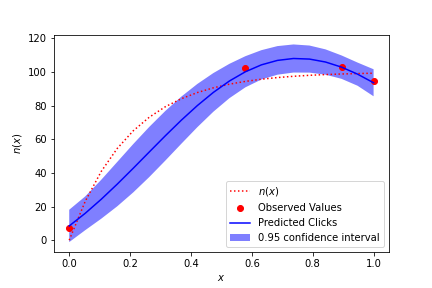 120
100
80
60
40
20
0
n(x)
0.0 0.2 0.4 0.6 0.8 1.0
x
n(x)
Observed Values
Predicted Clicks
0.95 confidence interval